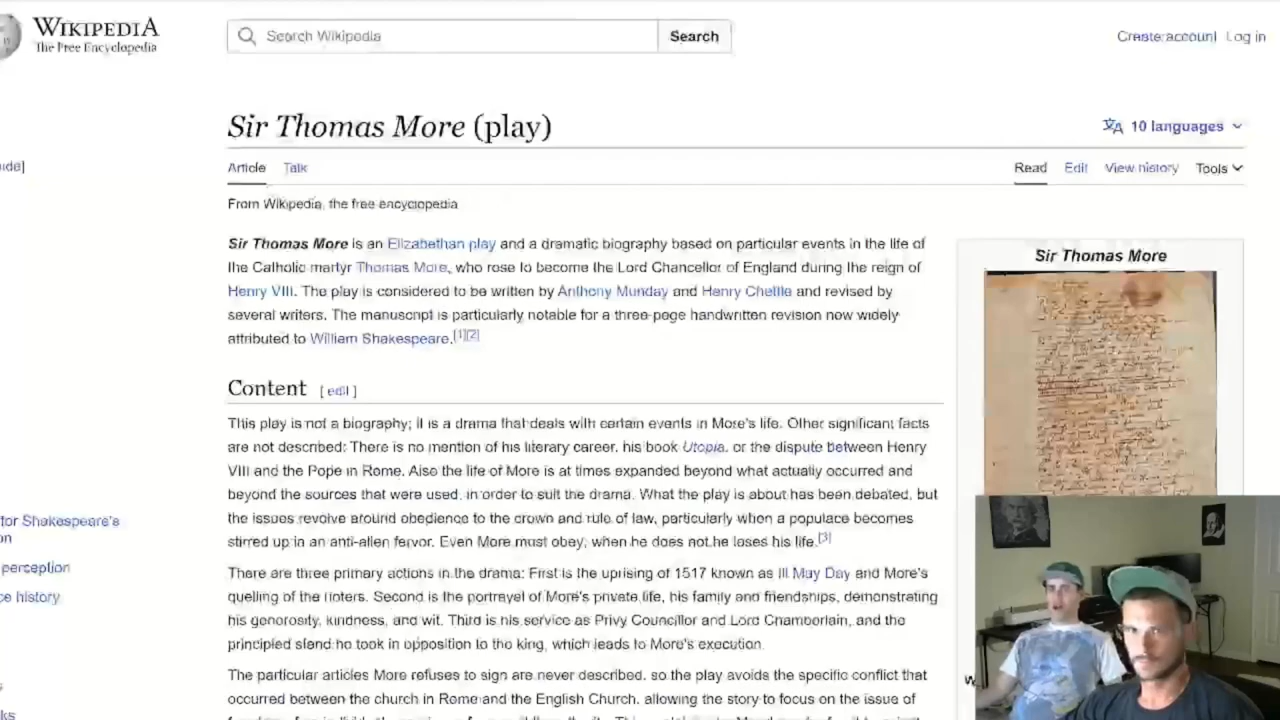 WIKIPEDIA
The Free Encyclopedia
Search Wikipedia
Search
Create account Log in
Sir Thomas More (play)
10 languages
Article Talk
Read Edit View history Tools
From Wikipedia, the free encyclopedia
Sir Thomas More is an Elizabethan play and a dramatic biography based on particular events in the life of
the Catholic martyr Thomas More, who rose to become the Lord Chancellor of England during the reign of
Henry VIII. The play is considered to be written by Anthony Munday and Henry Chettle and revised by
several writers. The manuscript is particularly notable for a three-page handwritten revision now widely
attributed to William Shakespeare.[1][2]
Sir Thomas More
Content [ edit ]
This play is not a biography; it is a drama that deals with certain events in More's life. Other significant facts
are not described: There is no mention of his literary career, his book Utopia, or the dispute between Henry
VIII and the Pope in Rome. Also the life of More is at times expanded beyond what actually occurred and
beyond the sources that were used, in order to suit the drama. What the play is about has been debated, but
the issues revolve around obedience to the crown and rule of law, particularly when a populace becomes
stirred up in an anti-alien fervor. Even More must obey, when he does not he loses his life.[3]
There are three primary actions in the drama: First is the uprising of 1517 known as Ill May Day and More's
quelling of the rioters. Second is the portrayal of More's private life, his family and friendships, demonstrating
his generosity, kindness, and wit. Third is his service as Privy Councillor and Lord Chamberlain, and the
principled stand he took in opposition to the king, which leads to More's execution.
The particular articles More refuses to sign are never described, so the play avoids the specific conflict that
occurred between the church in Rome and the English Church, allowing the story to focus on the issue of
for Shakespeare's
perception
history